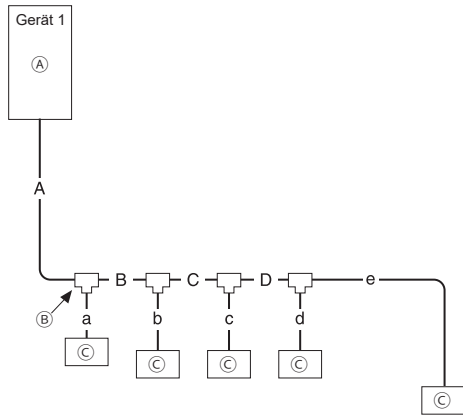 Gerät 1
Ⓐ
A
B C D e
Ⓑ a b c d
Ⓒ Ⓒ Ⓒ Ⓒ
Ⓒ